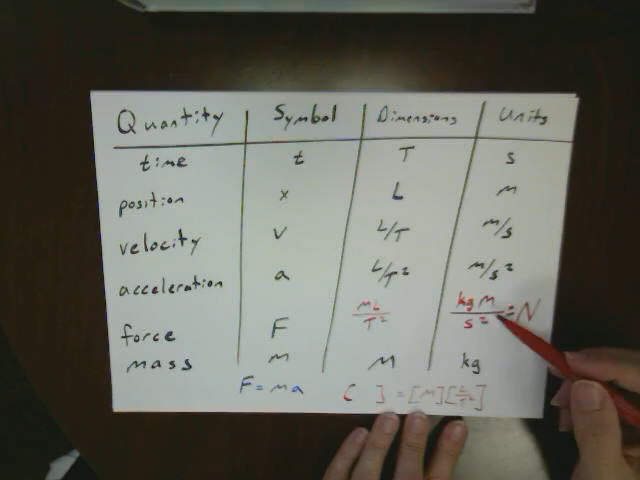 Quantity Symbol Dimensions Units
time t T s
position x L m
velocity v L/T m/s
acceleration a L/T² m/s²
force F ML/T² kg m/s² = N
mass m M kg
F = ma [ ] = [M][L/T²]